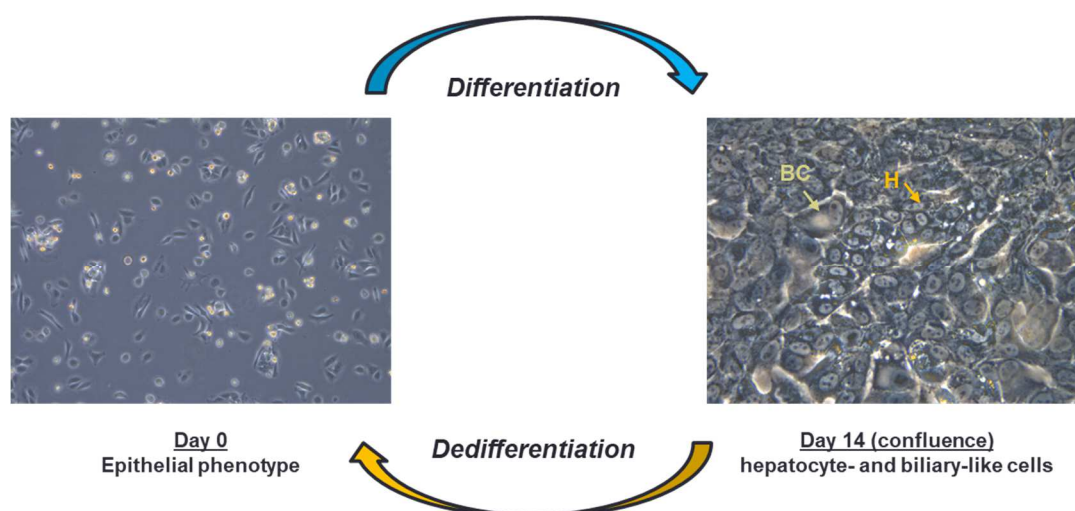 Differentiation
BC
H
Day 0
Epithelial phenotype
Dedifferentiation
Day 14 (confluence)
hepatocyte- and biliary-like cells